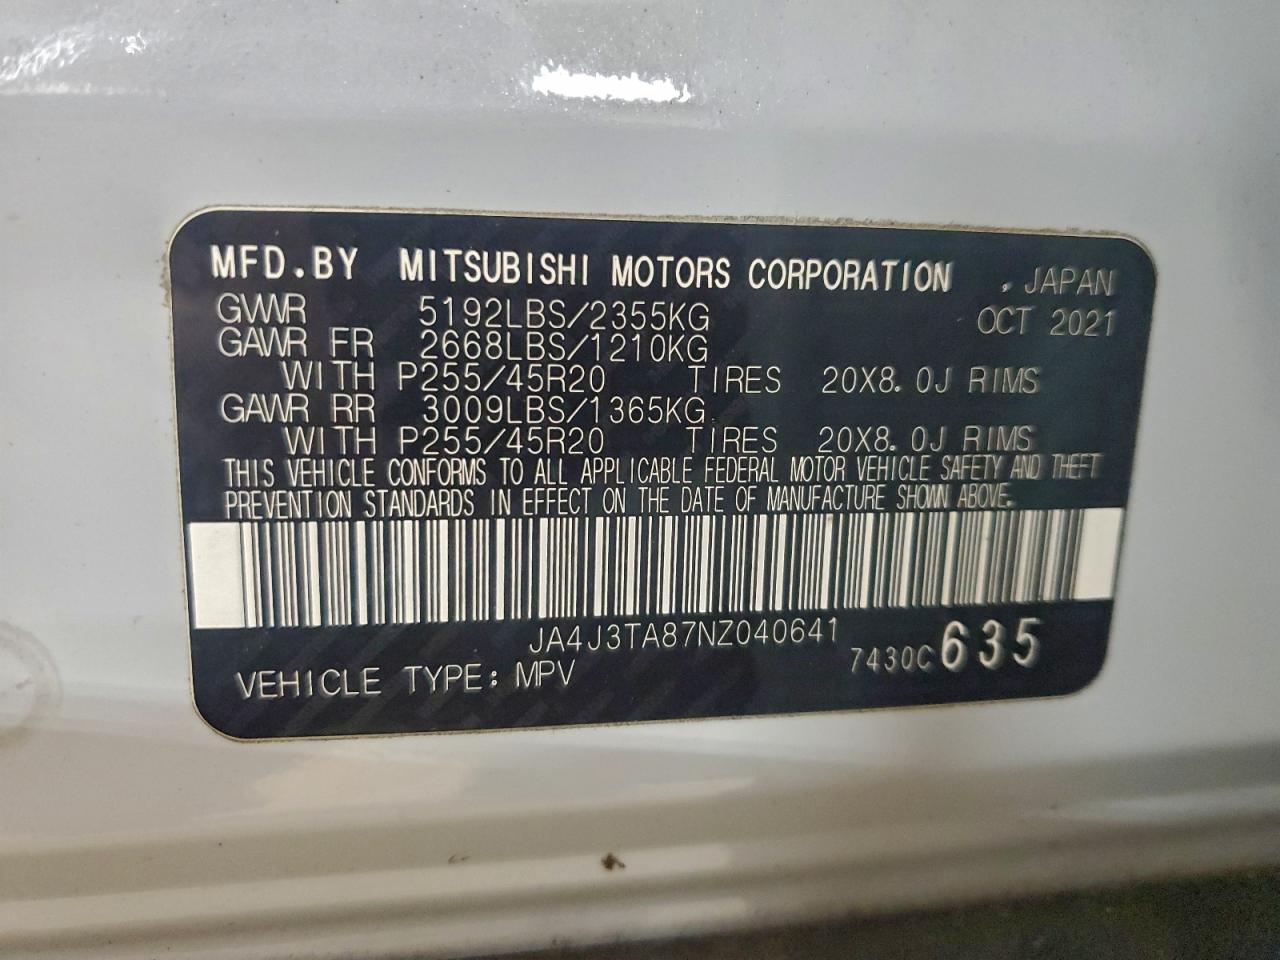 MFD.BY MITSUBISHI MOTORS CORPORATION , JAPAN
GVWR 5192LBS/2355KG OCT 2021
GAWR FR 2668LBS/1210KG
WITH P255/45R20 TIRES 20X8.0J RIMS
GAWR RR 3009LBS/1365KG
WITH P255/45R20 TIRES 20X8.0J RIMS
THIS VEHICLE CONFORMS TO ALL APPLICABLE FEDERAL MOTOR VEHICLE SAFETY AND THEFT
PREVENTION STANDARDS IN EFFECT ON THE DATE OF MANUFACTURE SHOWN ABOVE.
JA4J3TA87NZ040641
7430C 635
VEHICLE TYPE: MPV